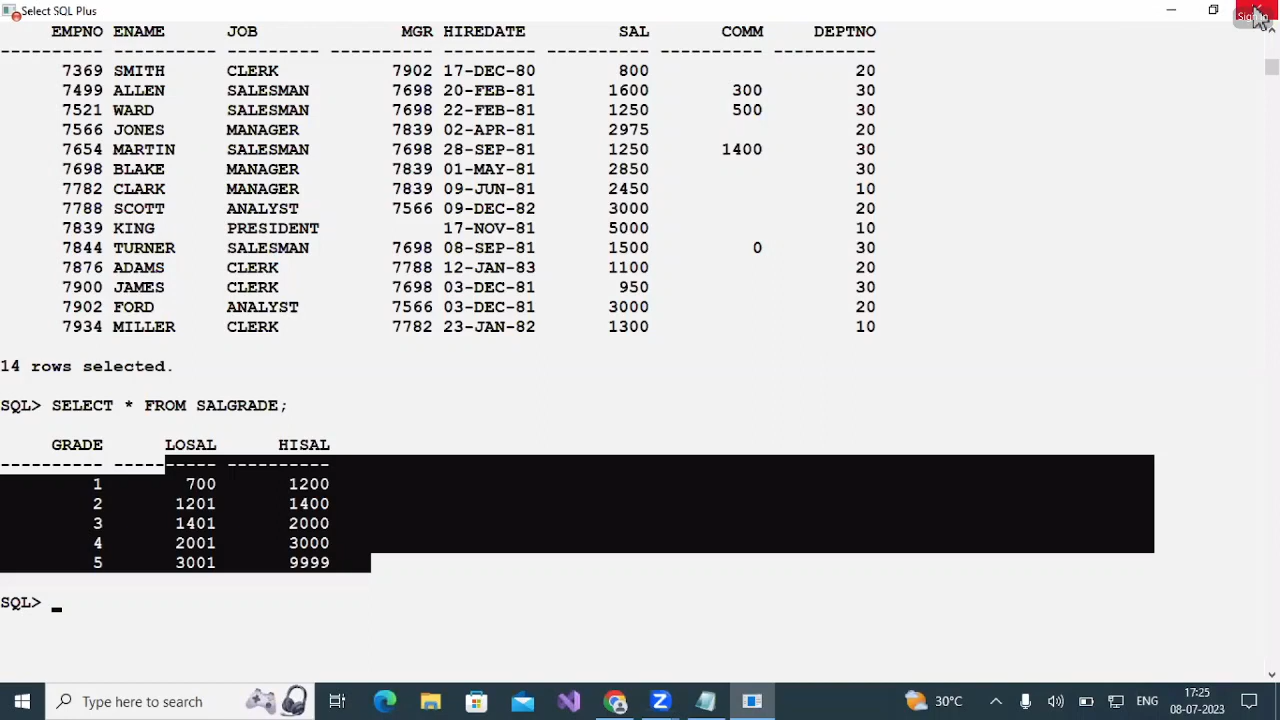 Select SQL Plus
Sign in
EMPNO ENAME JOB MGR HIREDATE SAL COMM DEPTNO
---------- ---------- --------- ---------- --------- ---------- ---------- ----------
7369 SMITH CLERK 7902 17-DEC-80 800 20
7499 ALLEN SALESMAN 7698 20-FEB-81 1600 300 30
7521 WARD SALESMAN 7698 22-FEB-81 1250 500 30
7566 JONES MANAGER 7839 02-APR-81 2975 20
7654 MARTIN SALESMAN 7698 28-SEP-81 1250 1400 30
7698 BLAKE MANAGER 7839 01-MAY-81 2850 30
7782 CLARK MANAGER 7839 09-JUN-81 2450 10
7788 SCOTT ANALYST 7566 09-DEC-82 3000 20
7839 KING PRESIDENT 17-NOV-81 5000 10
7844 TURNER SALESMAN 7698 08-SEP-81 1500 0 30
7876 ADAMS CLERK 7788 12-JAN-83 1100 20
7900 JAMES CLERK 7698 03-DEC-81 950 30
7902 FORD ANALYST 7566 03-DEC-81 3000 20
7934 MILLER CLERK 7782 23-JAN-82 1300 10
14 rows selected.
SQL> SELECT * FROM SALGRADE;
GRADE LOSAL HISAL
---------- ---------- ----------
1 700 1200
2 1201 1400
3 1401 2000
4 2001 3000
5 3001 9999
SQL> _
Type here to search
30°C
ENG
17:25
08-07-2023